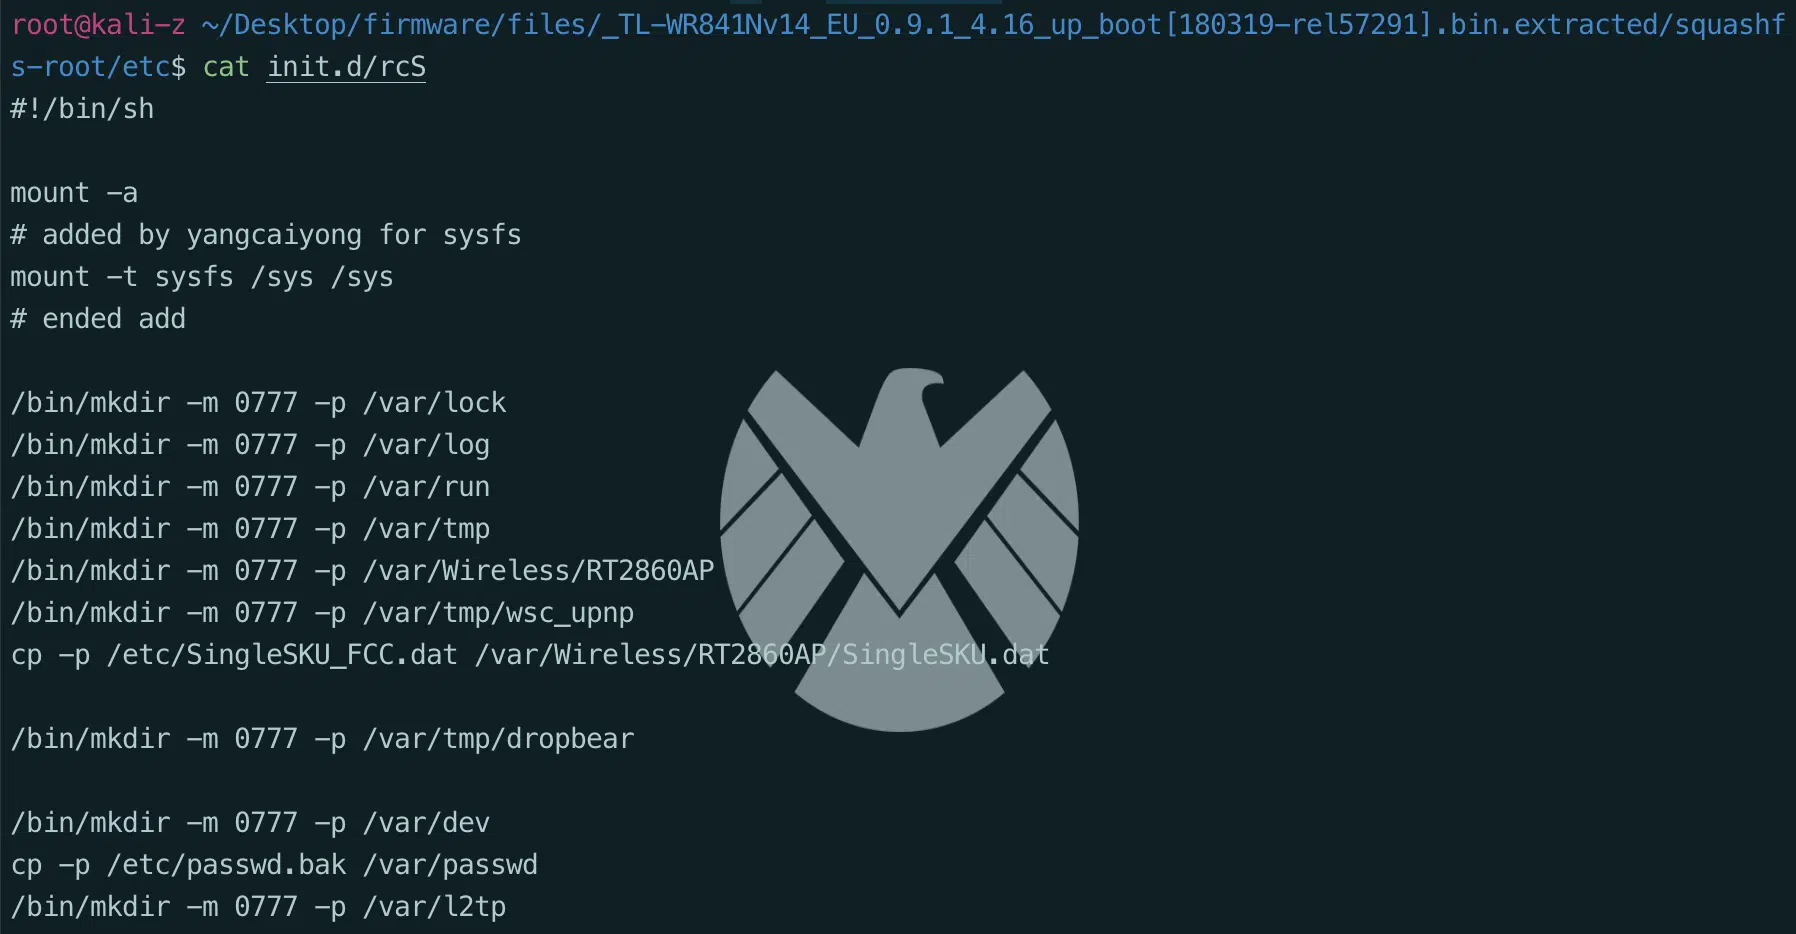 root@kali-z ~/Desktop/firmware/files/_TL-WR841Nv14_EU_0.9.1_4.16_up_boot[180319-rel57291].bin.extracted/squashf
s-root/etc$ cat init.d/rcS
#!/bin/sh
mount -a
# added by yangcaiyong for sysfs
mount -t sysfs /sys /sys
# ended add
/bin/mkdir -m 0777 -p /var/lock
/bin/mkdir -m 0777 -p /var/log
/bin/mkdir -m 0777 -p /var/run
/bin/mkdir -m 0777 -p /var/tmp
/bin/mkdir -m 0777 -p /var/Wireless/RT2860AP
/bin/mkdir -m 0777 -p /var/tmp/wsc_upnp
cp -p /etc/SingleSKU_FCC.dat /var/Wireless/RT2860AP/SingleSKU.dat
/bin/mkdir -m 0777 -p /var/tmp/dropbear
/bin/mkdir -m 0777 -p /var/dev
cp -p /etc/passwd.bak /var/passwd
/bin/mkdir -m 0777 -p /var/l2tp